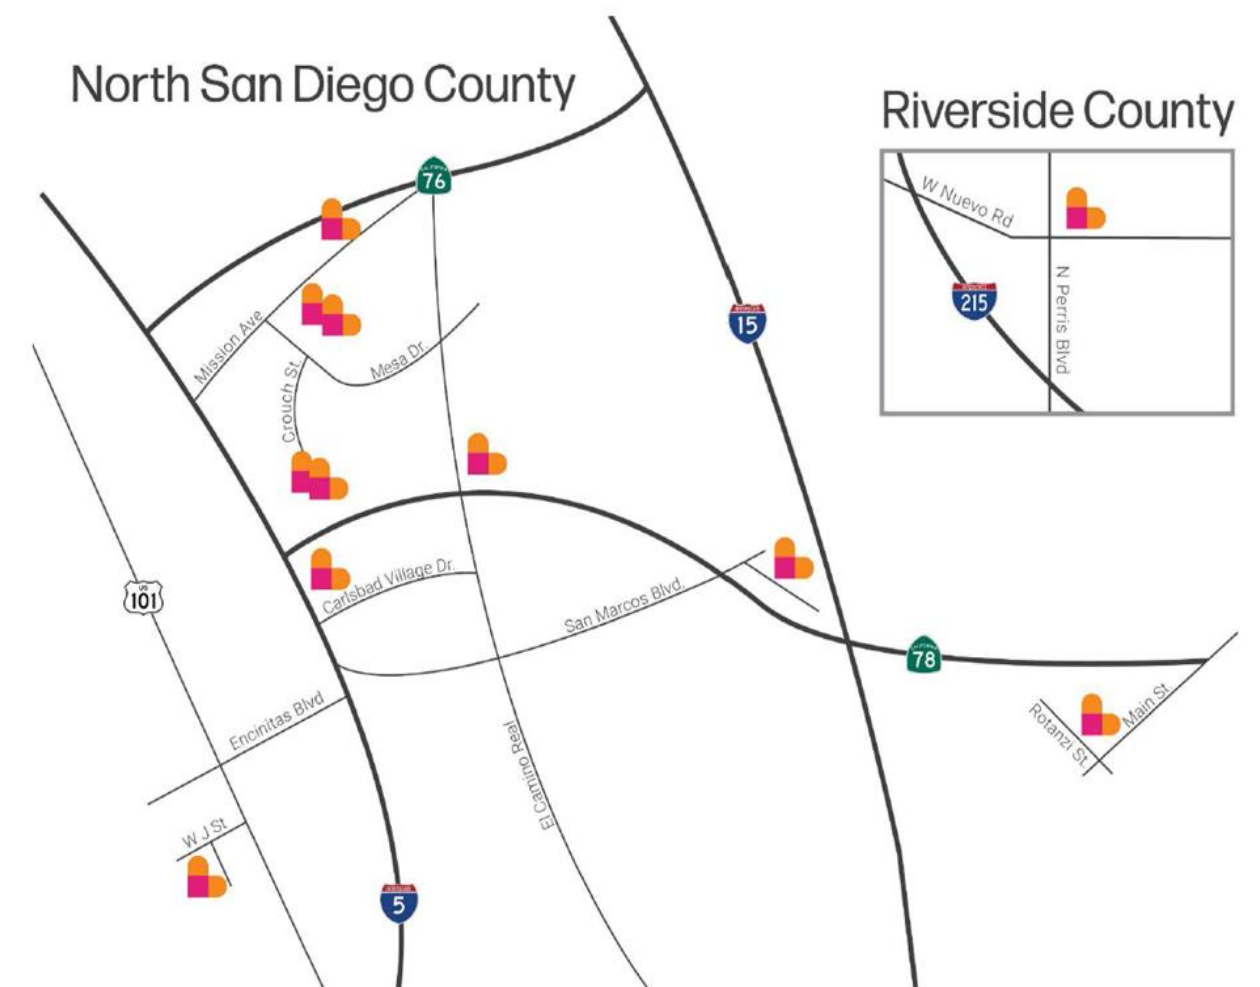 North San Diego County
Riverside County
76
W Nuevo Rd
215
N Perris Blvd
15
Mission Ave
Mesa Dr.
Crouch St.
US
101
Carlsbad Village Dr.
San Marcos Blvd.
78
Encinitas Blvd
Rotanzi St.
Main St
El Camino Real
W J St
5